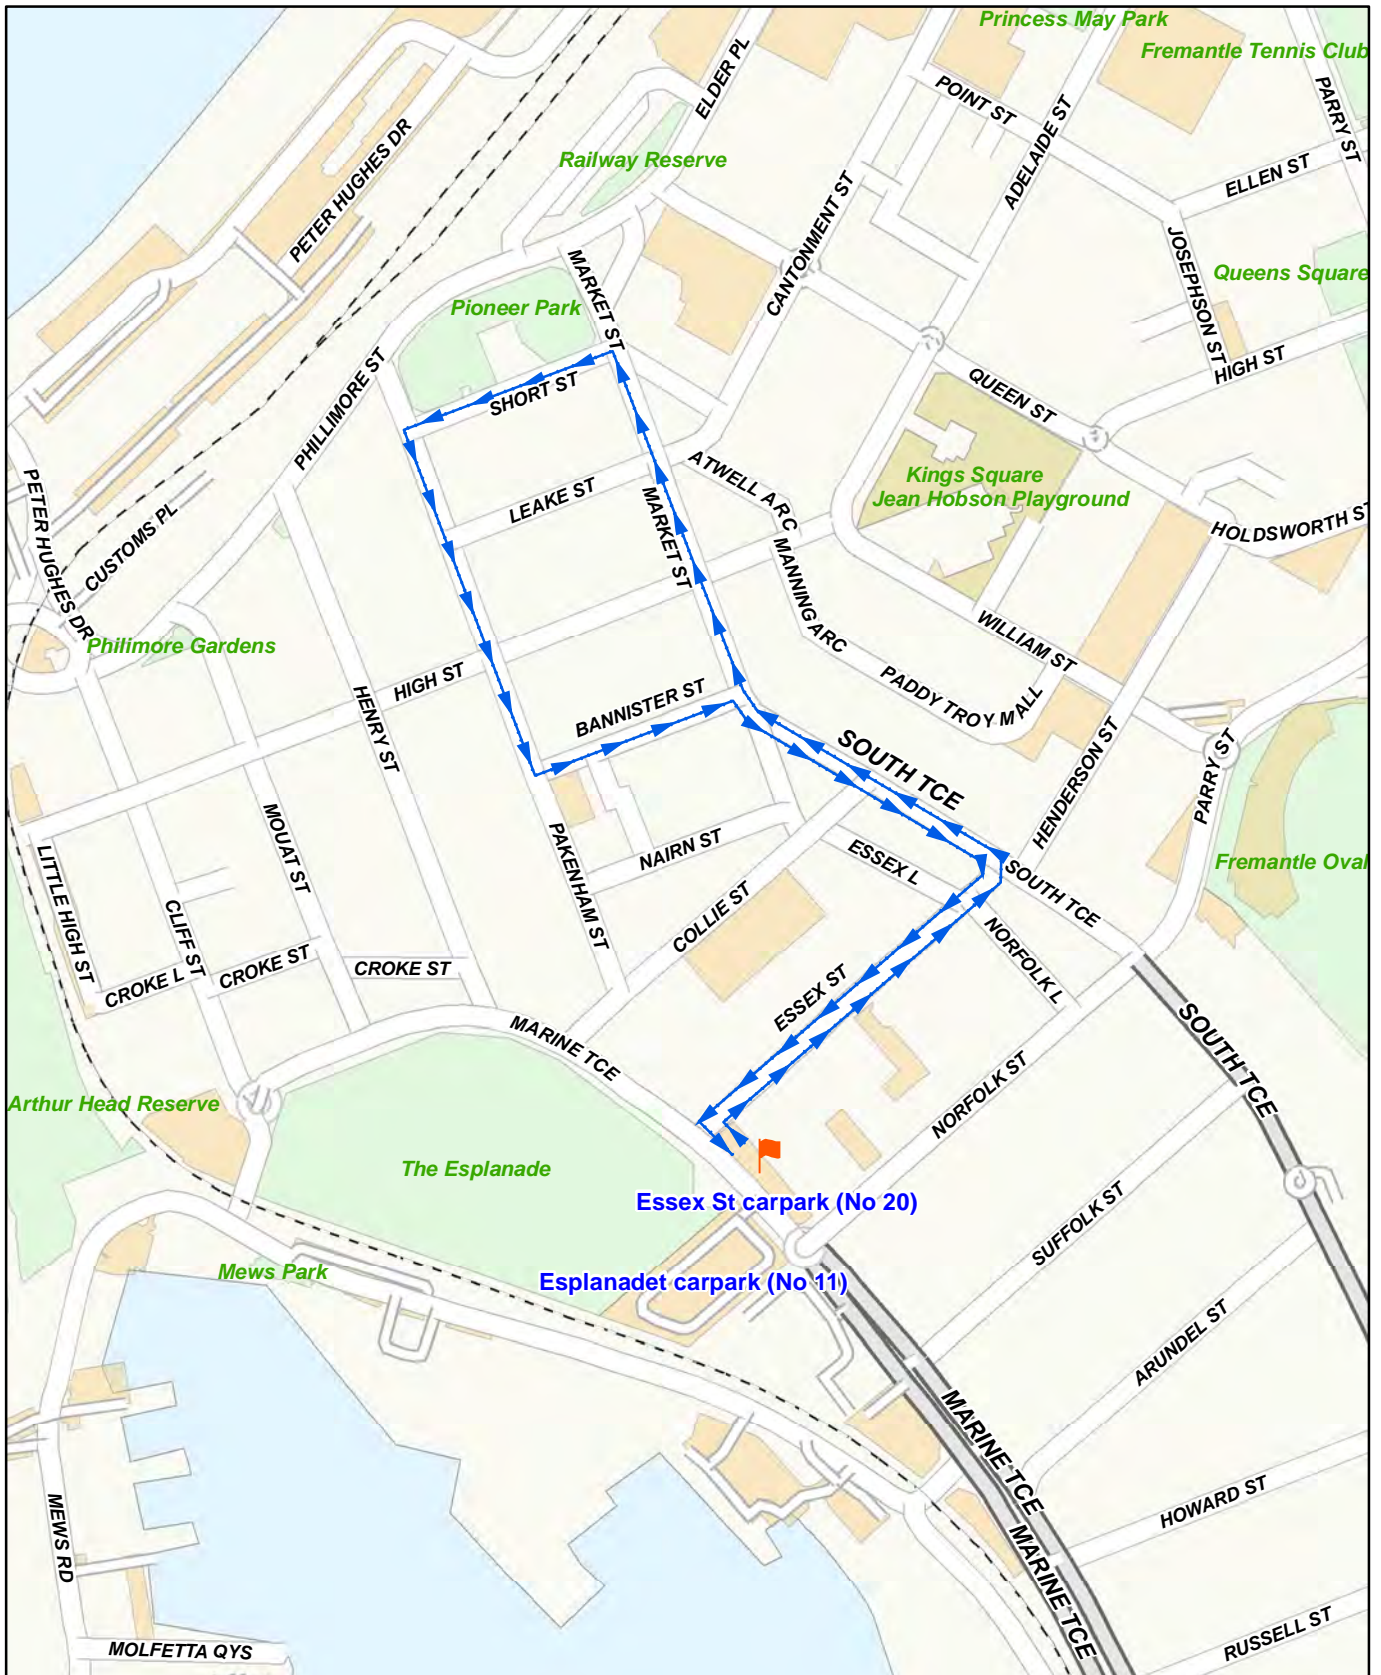 Princess May Park
Fremantle Tennis Club
ELDER PL
POINT ST
PARRY ST
ADELAIDE ST
PETER HUGHES DR
Railway Reserve
ELLEN ST
CANTONMENT ST
JOSEPHSON ST
Queens Square
MARKET ST
Pioneer Park
HIGH ST
PHILLIMORE ST
SHORT ST
QUEEN ST
ATWELL ARC
Kings Square
Jean Hobson Playground
LEAKE ST
MARKET ST
PETER HUGHES DR
CUSTOMS PL
HOLDSWORTH ST
MANNING ARC
Philimore Gardens
WILLIAM ST
HIGH ST
HENRY ST
BANNISTER ST
PADDY TROY MALL
SOUTH TCE
HENDERSON ST
PARRY ST
MOUAT ST
PAKENHAM ST
NAIRN ST
ESSEX L
SOUTH TCE
Fremantle Oval
LITTLE HIGH ST
CLIFF ST
COLLIE ST
NORFOLK L
CROKE L
CROKE ST
CROKE ST
ESSEX ST
MARINE TCE
SOUTH TCE
NORFOLK ST
Arthur Head Reserve
The Esplanade
Essex St carpark (No 20)
SUFFOLK ST
Mews Park
Esplanadet carpark (No 11)
ARUNDEL ST
MARINE TCE
HOWARD ST
MEWS RD
MARINE TCE
MOLFETTA QYS
RUSSELL ST